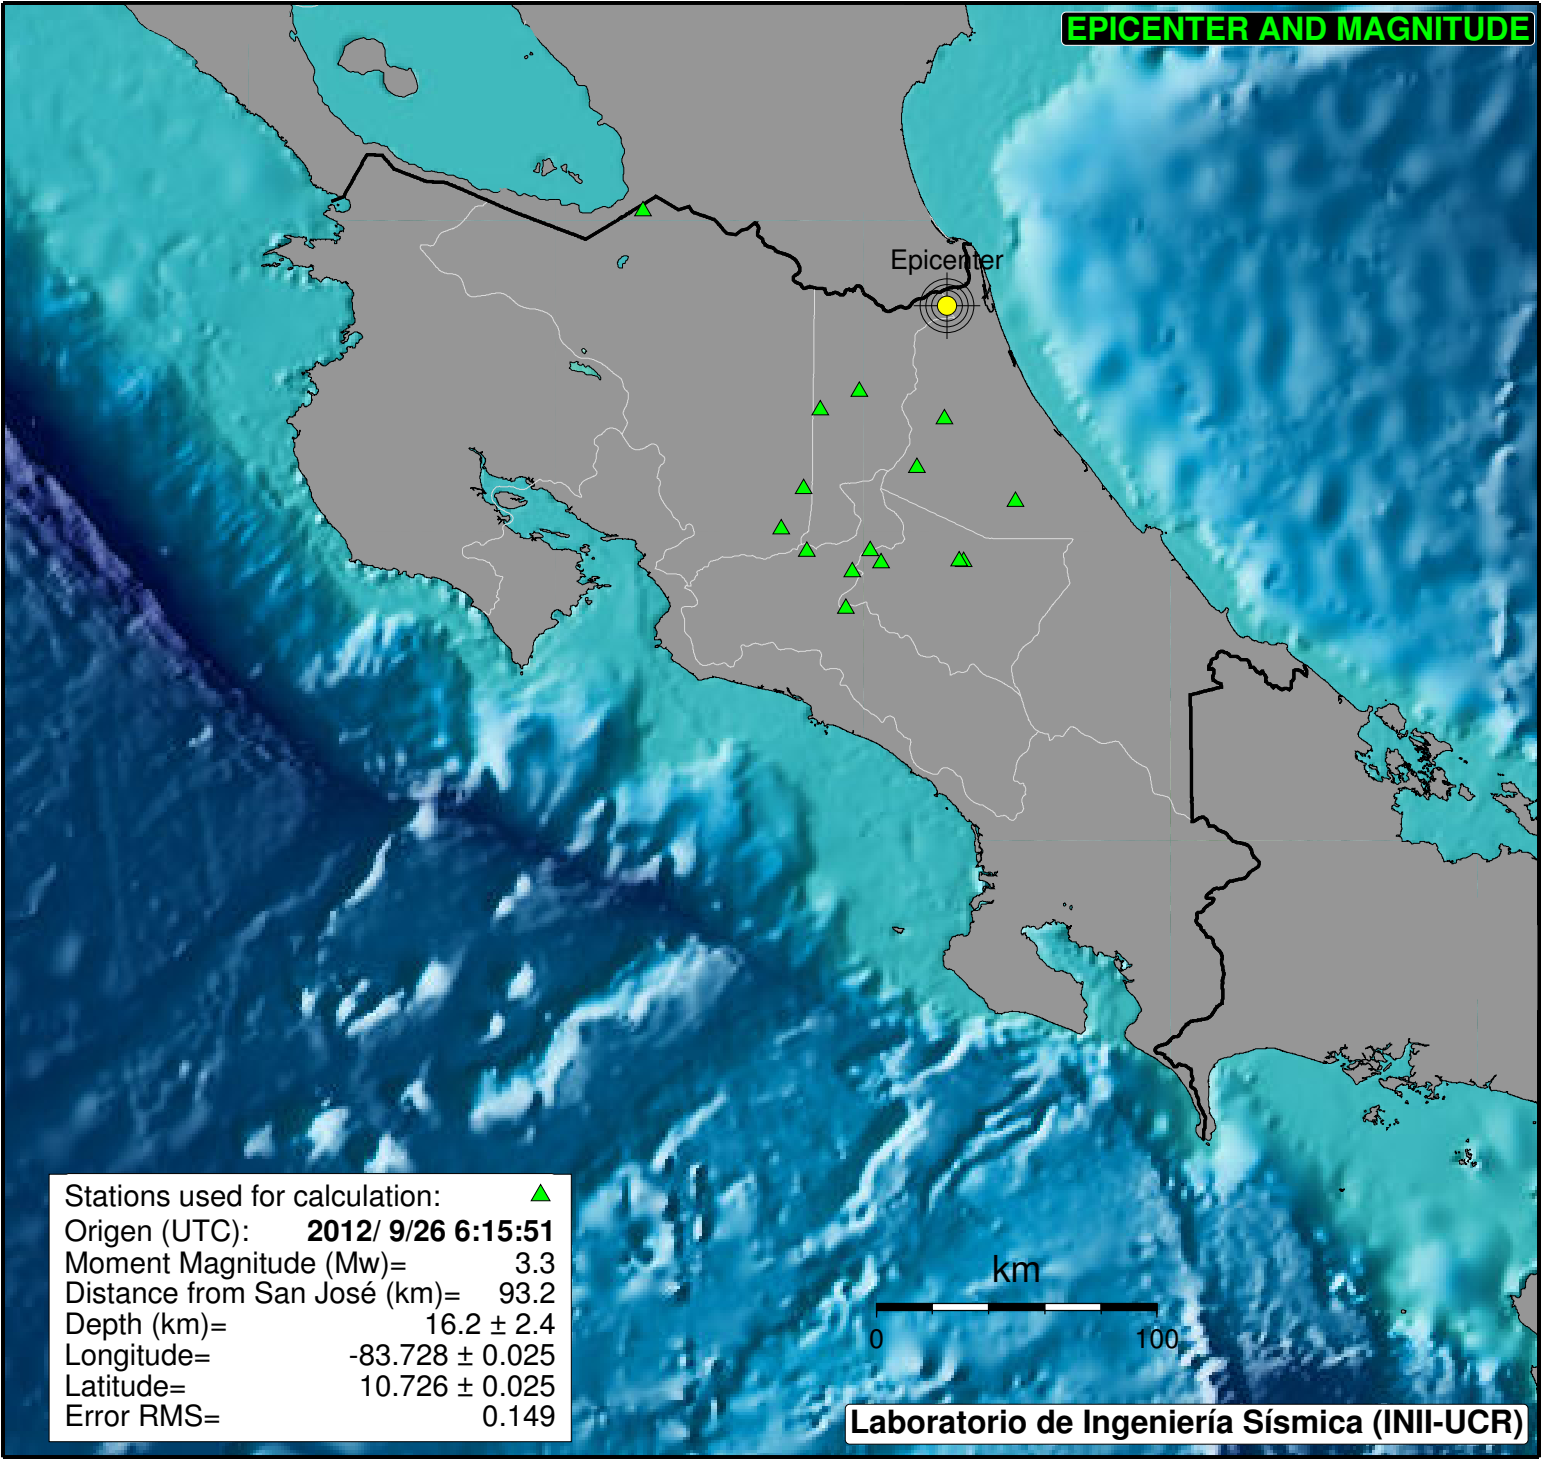 EPICENTER AND MAGNITUDE
Epicenter
Stations used for calculation:
Origen (UTC): 2012/ 9/26 6:15:51
Moment Magnitude (Mw)= 3.3
Distance from San José (km)= 93.2
Depth (km)= 16.2 ± 2.4
Longitude= -83.728 ± 0.025
Latitude= 10.726 ± 0.025
Error RMS= 0.149
km
0 100
Laboratorio de Ingeniería Sísmica (INII-UCR)